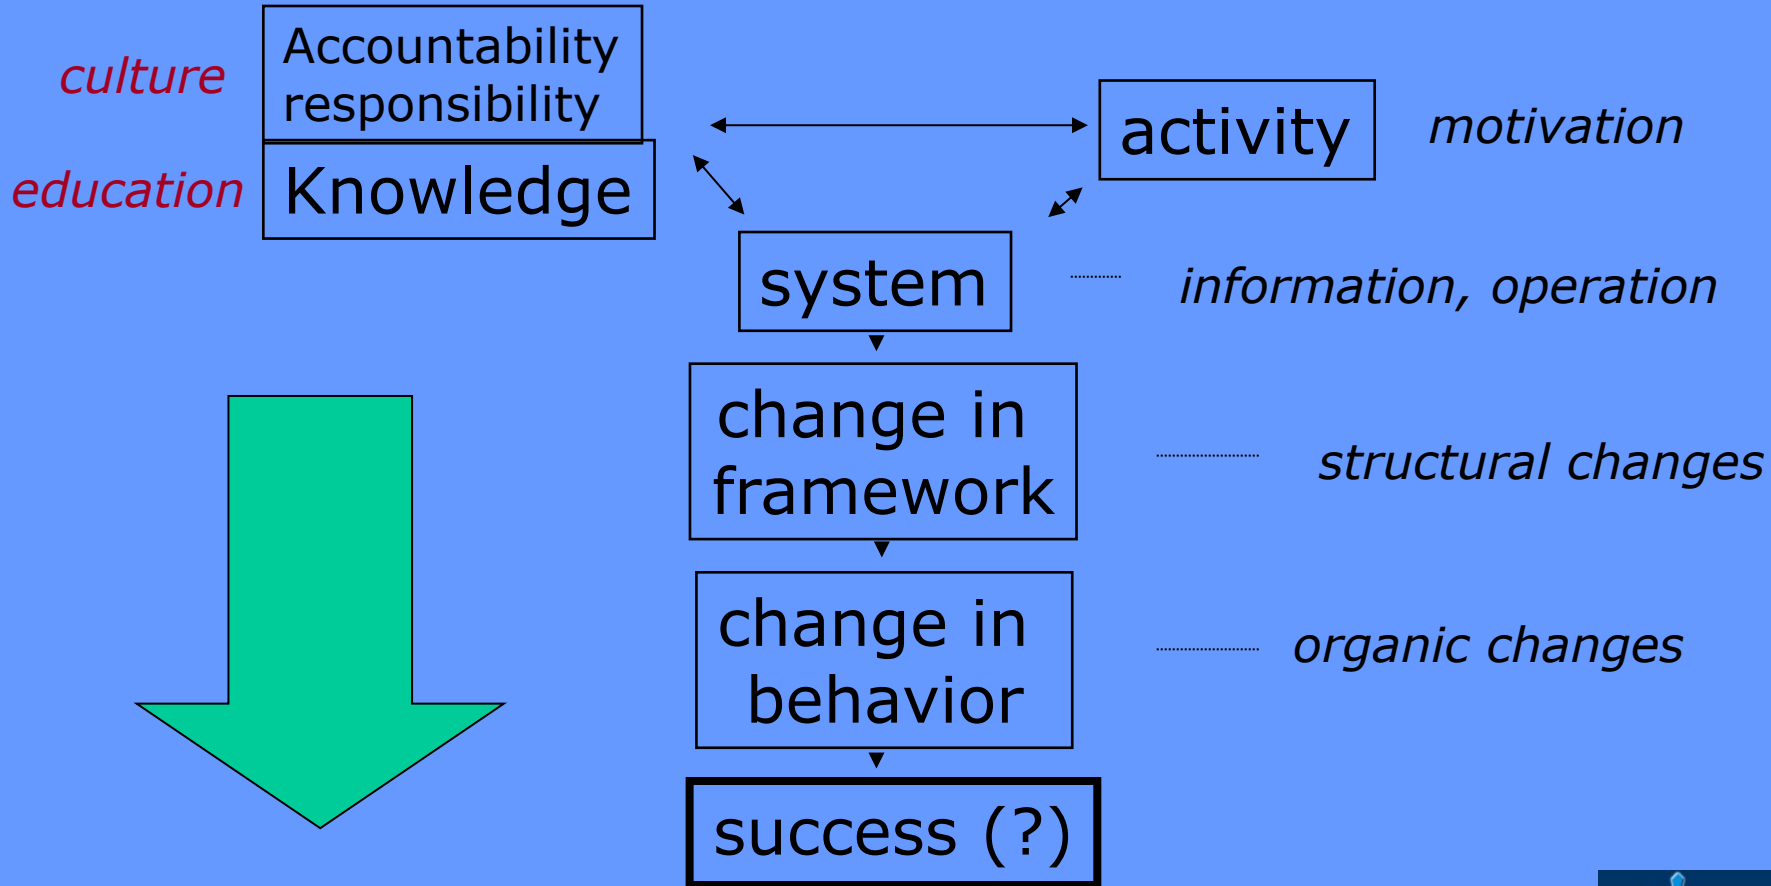 culture
Accountability
responsibility
education
Knowledge
activity
motivation
system
information, operation
change in
framework
structural changes
change in
behavior
organic changes
success (?)